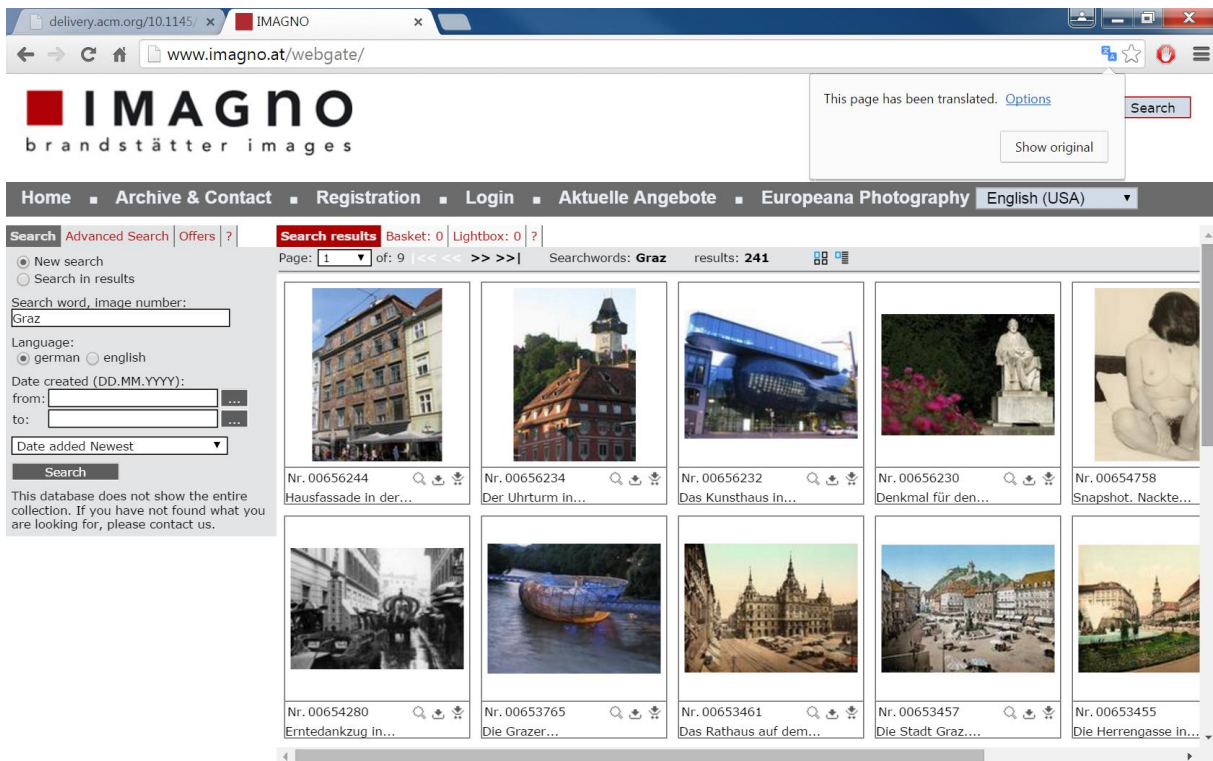 delivery.acm.org/10.1145/
IMAGNO
www.imagno.at/webgate/
This page has been translated. Options
Show original
Search
IMAGNO
brandstätter images
Home ▪ Archive & Contact ▪ Registration ▪ Login ▪ Aktuelle Angebote ▪ Europeana Photography English (USA)
Search Advanced Search Offers ?
Search results Basket: 0 Lightbox: 0 ?
Page: 1 of: 9 |<< << >> >>| Searchwords: Graz results: 241
New search
Search in results
Search word, image number:
Graz
Language:
german english
Date created (DD.MM.YYYY):
from: ...
to: ...
Date added Newest
Search
This database does not show the entire
collection. If you have not found what you
are looking for, please contact us.
Nr. 00656244
Hausfassade in der...
Nr. 00656234
Der Uhrturm in...
Nr. 00656232
Das Kunsthaus in...
Nr. 00656230
Denkmal für den...
Nr. 00654758
Snapshot. Nackte...
Nr. 00654280
Erntedankzug in...
Nr. 00653765
Die Grazer...
Nr. 00653461
Das Rathaus auf dem...
Nr. 00653457
Die Stadt Graz....
Nr. 00653455
Die Herrengasse in...